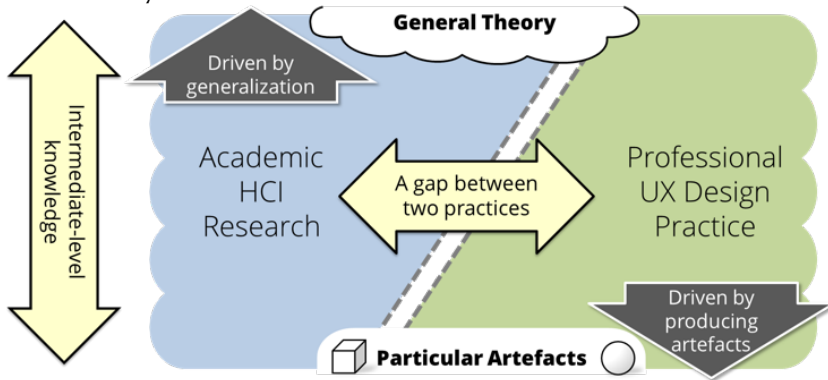 General Theory
Driven by
generalization
Intermediate-level
knowledge
Academic
HCI
Research
A gap between
two practices
Professional
UX Design
Practice
Driven by
producing
artefacts
Particular Artefacts